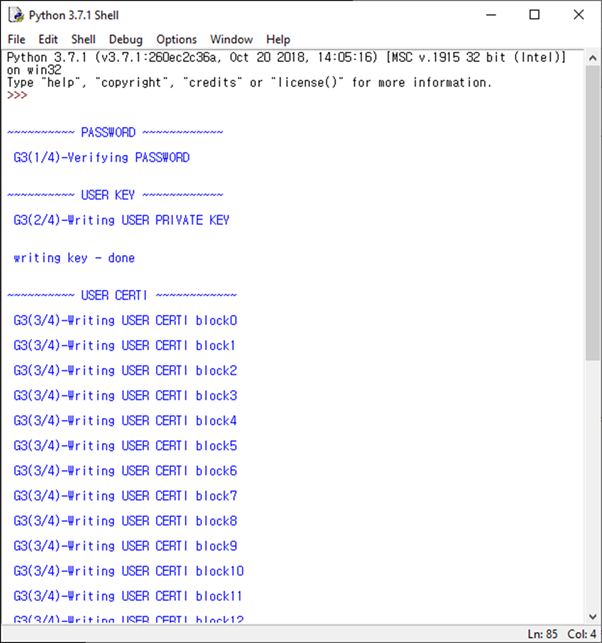 Python 3.7.1 Shell
File Edit Shell Debug Options Window Help
Python 3.7.1 (v3.7.1:260ec2c36a, Oct 20 2018, 14:05:16) [MSC v.1915 32 bit (Intel)]
on win32
Type "help", "copyright", "credits" or "license()" for more information.
>>>
~~~~~~~~~~ PASSWORD ~~~~~~~~~~~~
G3(1/4)-Verifying PASSWORD
~~~~~~~~~~ USER KEY ~~~~~~~~~~~~
G3(2/4)-Writing USER PRIVATE KEY
writing key - done
~~~~~~~~~~ USER CERTI ~~~~~~~~~~~~
G3(3/4)-Writing USER CERTI block0
G3(3/4)-Writing USER CERTI block1
G3(3/4)-Writing USER CERTI block2
G3(3/4)-Writing USER CERTI block3
G3(3/4)-Writing USER CERTI block4
G3(3/4)-Writing USER CERTI block5
G3(3/4)-Writing USER CERTI block6
G3(3/4)-Writing USER CERTI block7
G3(3/4)-Writing USER CERTI block8
G3(3/4)-Writing USER CERTI block9
G3(3/4)-Writing USER CERTI block10
G3(3/4)-Writing USER CERTI block11
G3(3/4)-Writing USER CERTI block12
Ln: 85 Col: 4